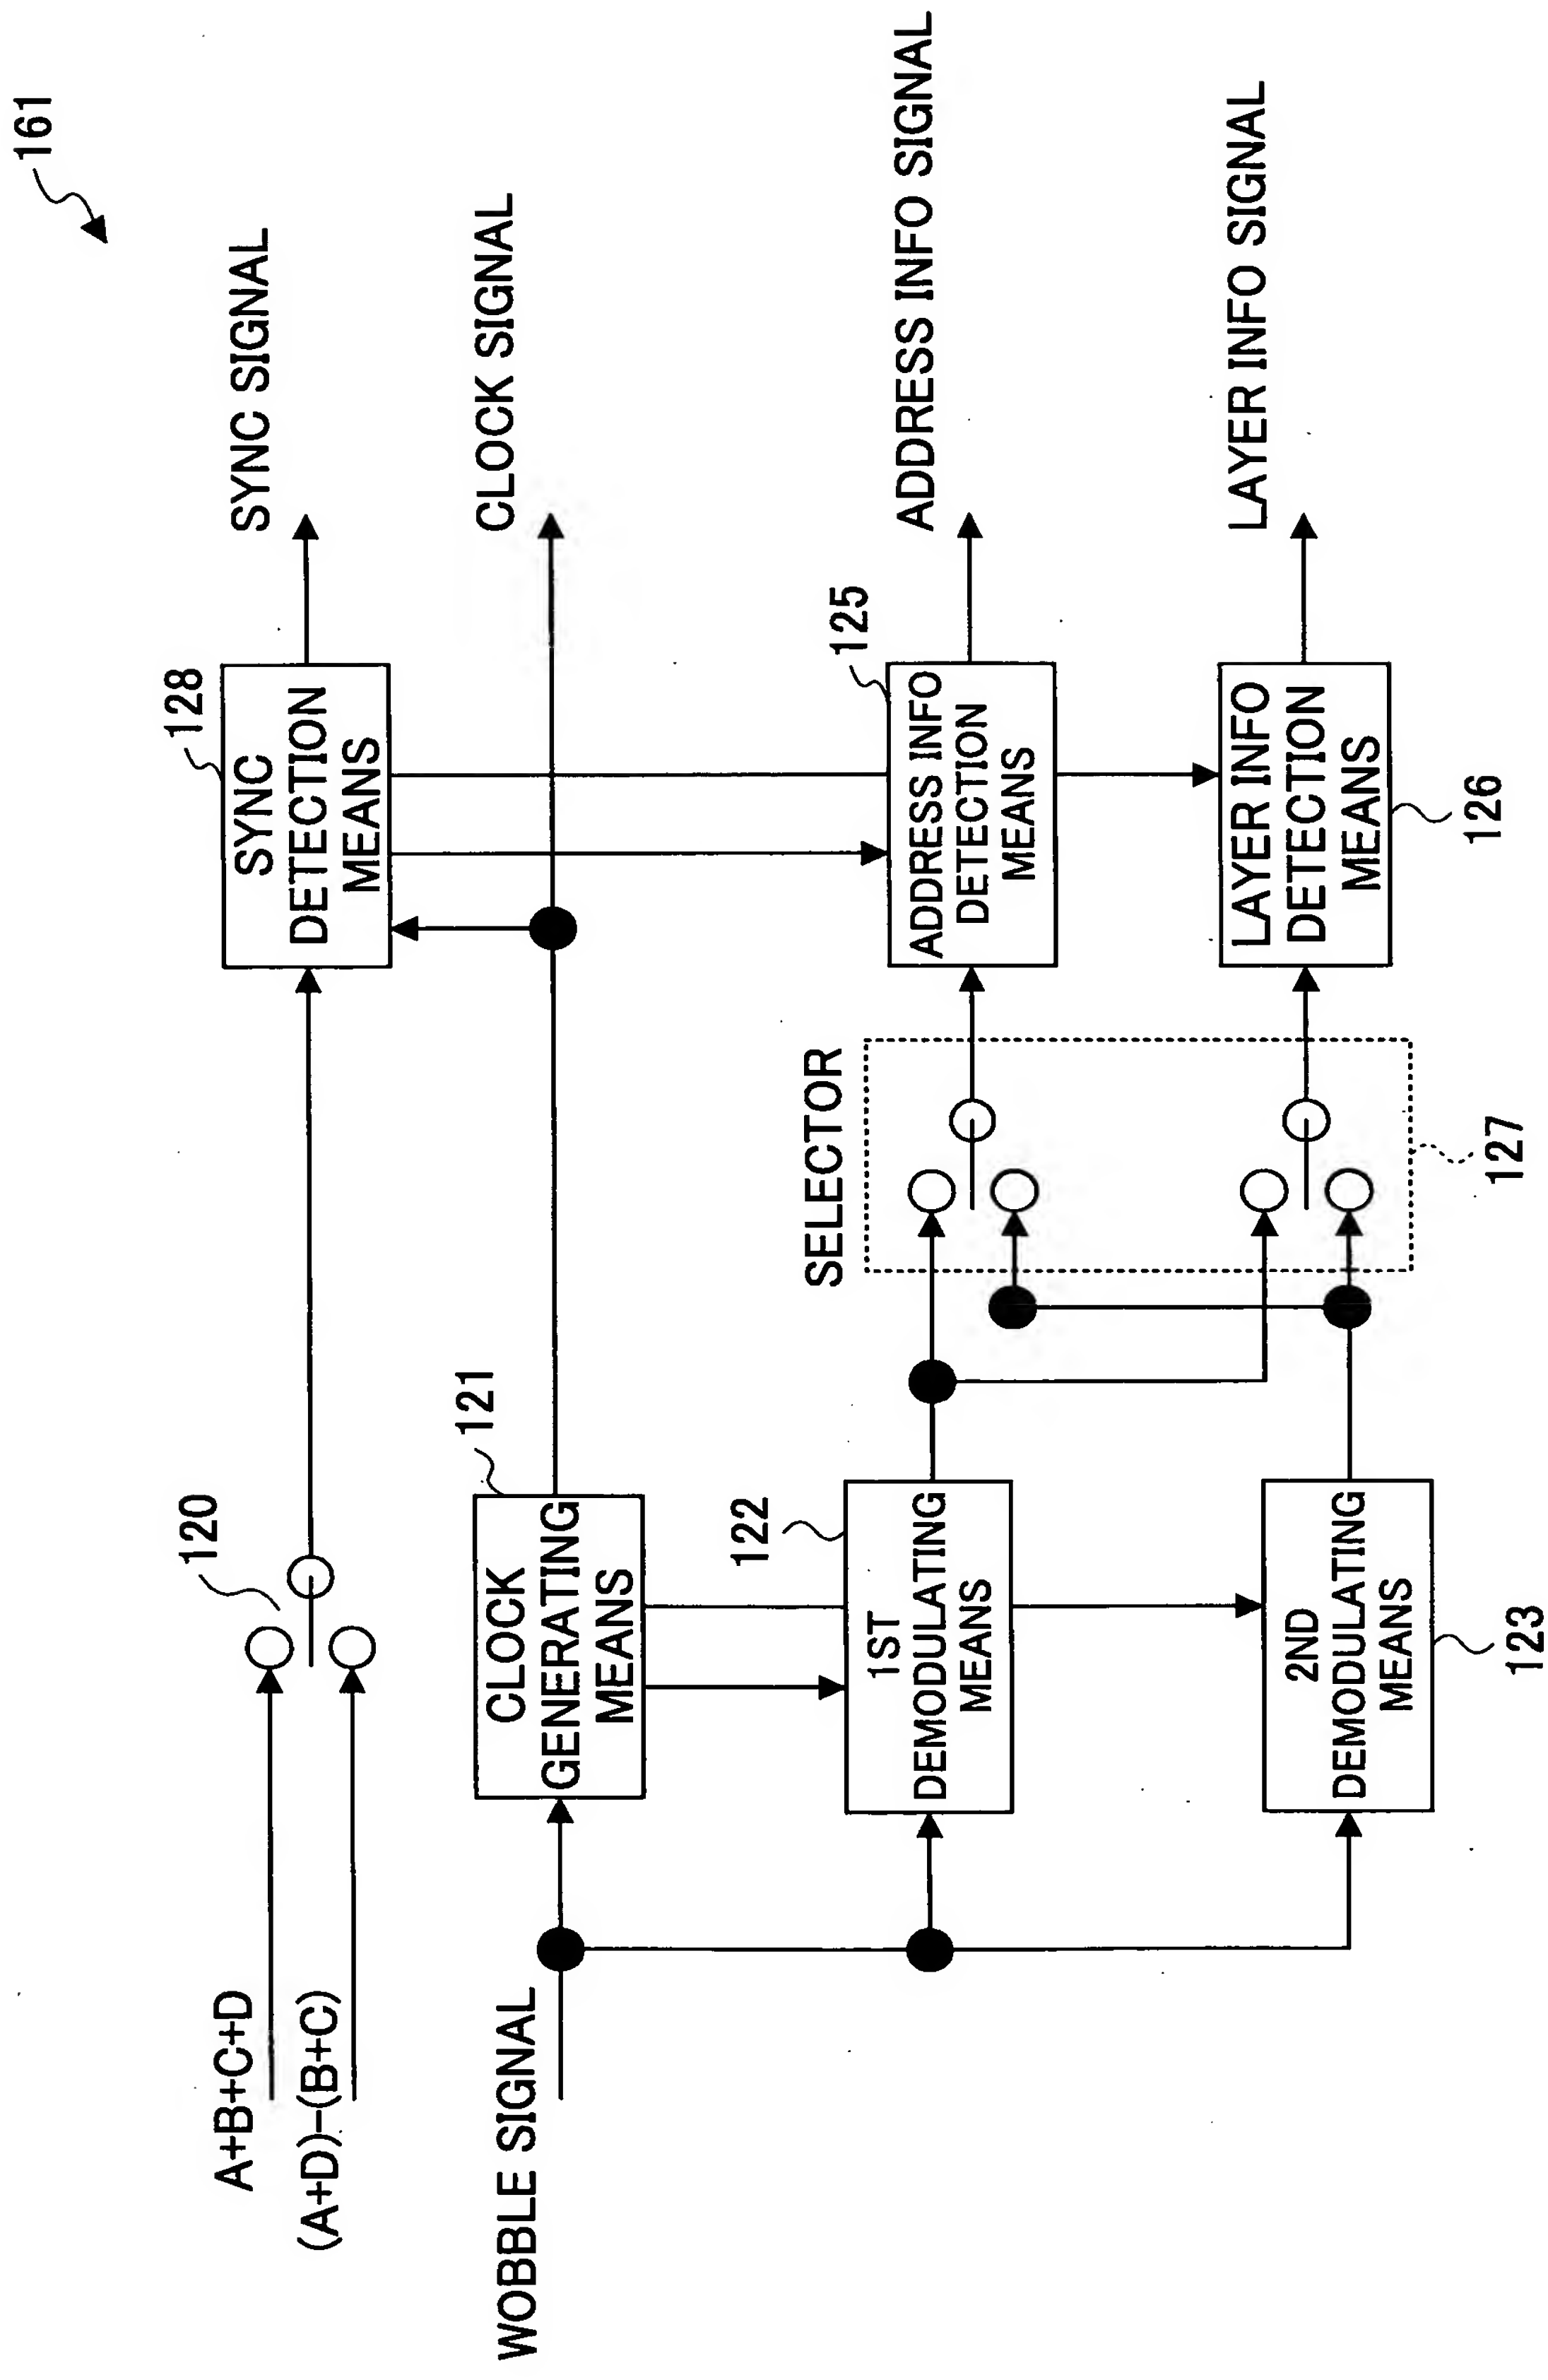 161
A+B+C+D
(A+D)−(B+C)
120
128
SYNC
DETECTION
MEANS
SYNC SIGNAL
WOBBLE SIGNAL
121
CLOCK
GENERATING
MEANS
CLOCK SIGNAL
122
1ST
DEMODULATING
MEANS
SELECTOR
125
ADDRESS INFO
DETECTION
MEANS
ADDRESS INFO SIGNAL
2ND
DEMODULATING
MEANS
123
127
LAYER INFO
DETECTION
MEANS
126
LAYER INFO SIGNAL